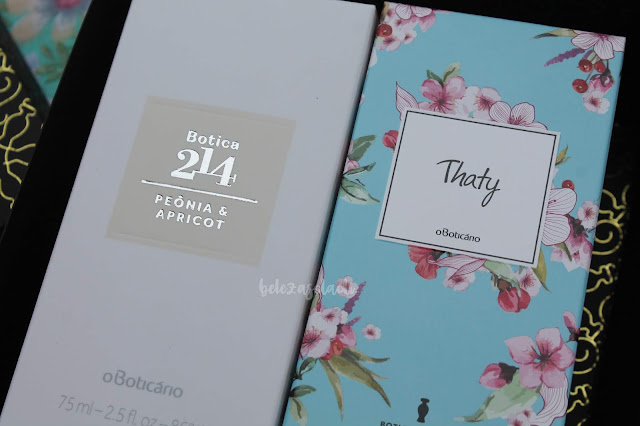 Botica
214
PEÔNIA &
APRICOT
oBoticário
75 ml – 2.5 fl. oz
Thaty
oBoticário